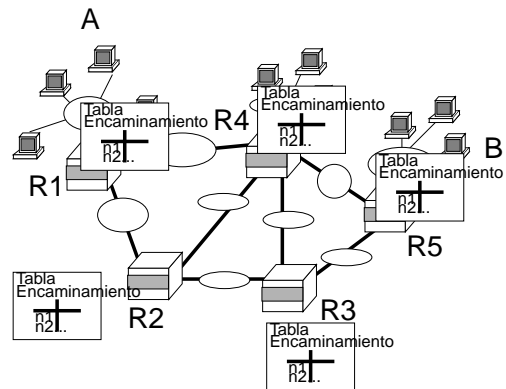 A
Tabla
Encaminamiento
n1
n2...
R1
R4
Tabla
Encaminamiento
n1
n2...
B
Tabla
Encaminamiento
n1
n2...
R5
Tabla
Encaminamiento
n1
n2...
R2
R3
Tabla
Encaminamiento
n1
n2...